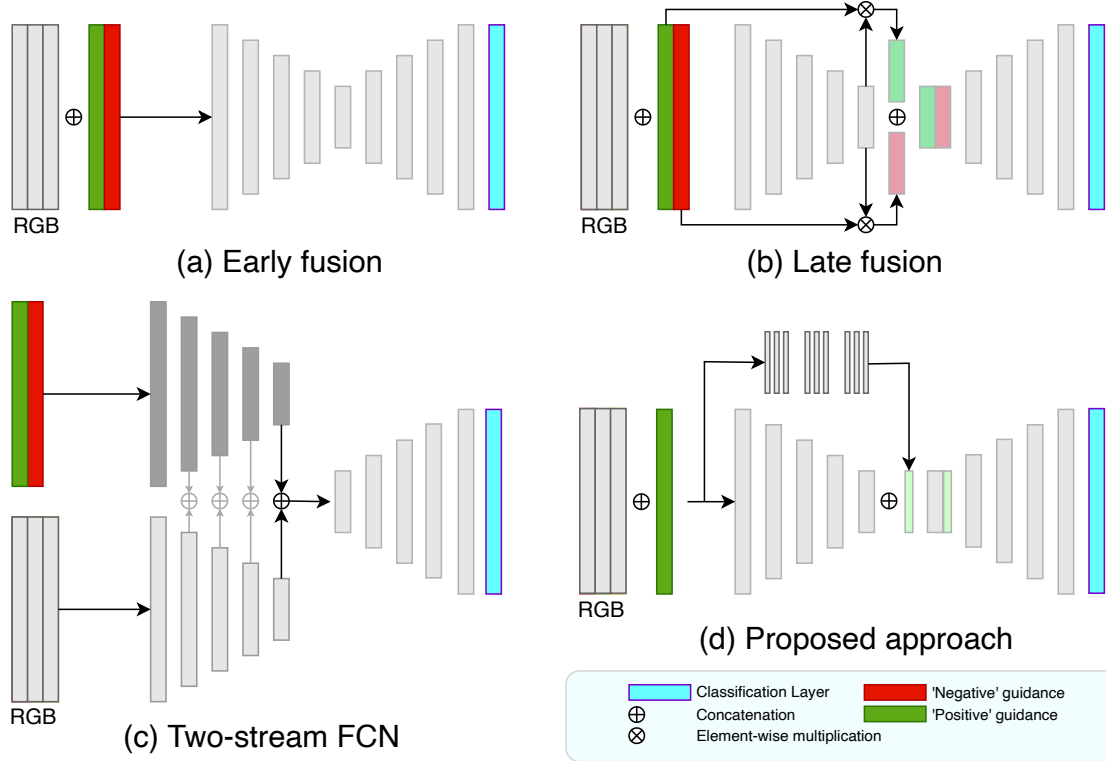 RGB
(a) Early fusion
RGB
(b) Late fusion
RGB
(c) Two-stream FCN
RGB
(d) Proposed approach
Classification Layer
'Negative' guidance
Concatenation
'Positive' guidance
Element-wise multiplication